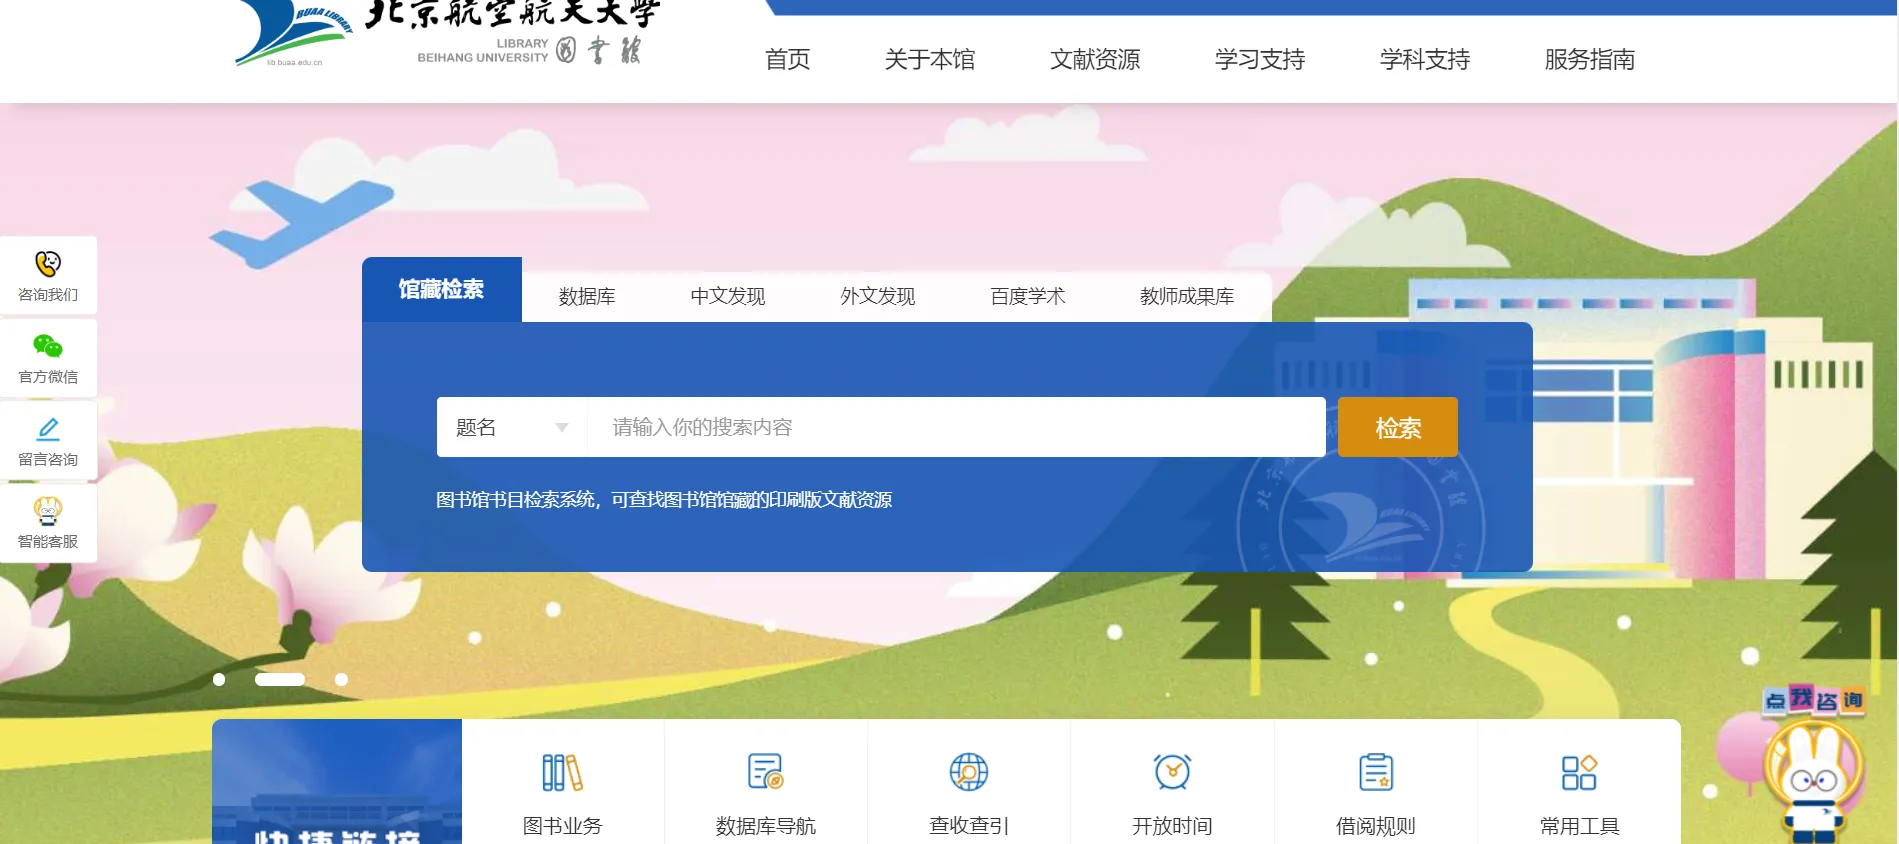 北京航空航天大学
BUAA LIBRARY
LIBRARY
BEIHANG UNIVERSITY 图书馆
lib.buaa.edu.cn
首页 关于本馆 文献资源 学习支持 学科支持 服务指南
咨询我们
官方微信
留言咨询
智能客服
馆藏检索 数据库 中文发现 外文发现 百度学术 教师成果库
题名 请输入你的搜索内容 检索
图书馆书目检索系统，可查找图书馆馆藏的印刷版文献资源
BUAA LIBRARY
点我咨询
快捷链接
图书业务 数据库导航 查收查引 开放时间 借阅规则 常用工具